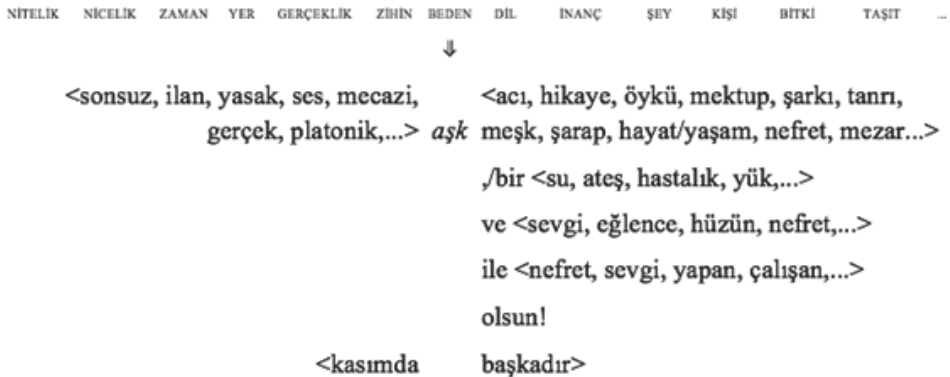 NİTELİK NİCELİK ZAMAN YER GERÇEKLİK ZİHİN BEDEN DİL İNANÇ ŞEY KİŞİ BİTKİ TAŞIT ...
⇓
<sonsuz, ilan, yasak, ses, mecazi, <acı, hikaye, öykü, mektup, şarkı, tanrı,
gerçek, platonik,...> aşk meşk, şarap, hayat/yaşam, nefret, mezar...>
,/bir <su, ateş, hastalık, yük,...>
ve <sevgi, eğlence, hüzün, nefret,...>
ile <nefret, sevgi, yapan, çalışan,...>
olsun!
<kasımda başkadır>